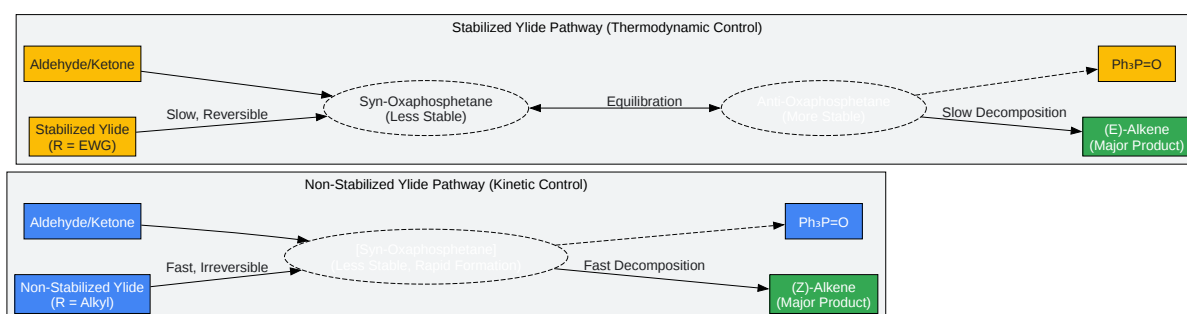 Stabilized Ylide Pathway (Thermodynamic Control)
Aldehyde/Ketone
Stabilized Ylide
(R = EWG)
Slow, Reversible
Syn-Oxaphosphetane
(Less Stable)
Equilibration
Anti-Oxaphosphetane
(More Stable)
Slow Decomposition
Ph₃P=O
(E)-Alkene
(Major Product)
Non-Stabilized Ylide Pathway (Kinetic Control)
Aldehyde/Ketone
Non-Stabilized Ylide
(R = Alkyl)
Fast, Irreversible
[Syn-Oxaphosphetane]
(Less Stable, Rapid Formation)
Fast Decomposition
Ph₃P=O
(Z)-Alkene
(Major Product)